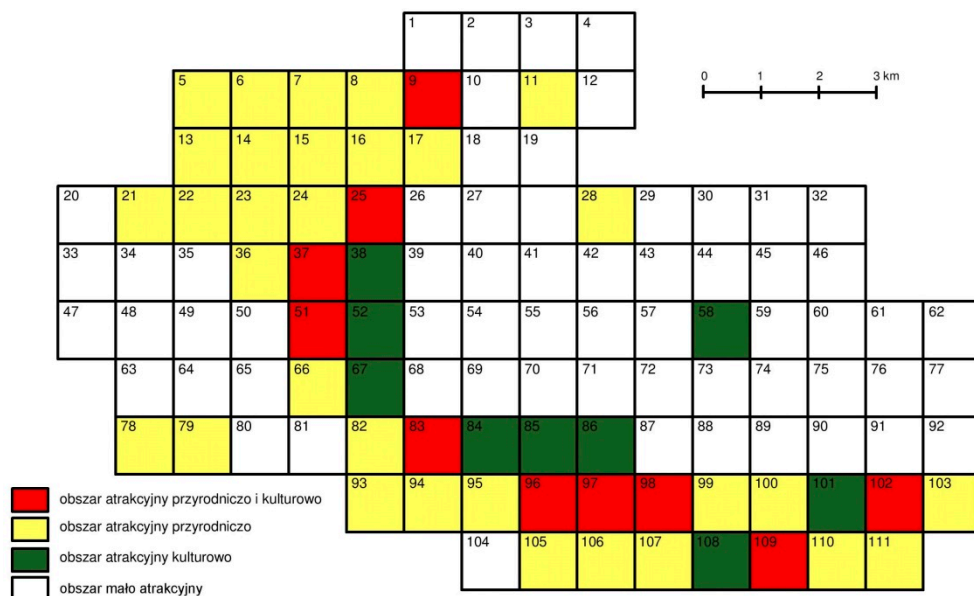 1 2 3 4
5 6 7 8 9 10 11 12
0 1 2 3 km
13 14 15 16 17 18 19
20 21 22 23 24 25 26 27 28 29 30 31 32
33 34 35 36 37 38 39 40 41 42 43 44 45 46
47 48 49 50 51 52 53 54 55 56 57 58 59 60 61 62
63 64 65 66 67 68 69 70 71 72 73 74 75 76 77
78 79 80 81 82 83 84 85 86 87 88 89 90 91 92
93 94 95 96 97 98 99 100 101 102 103
104 105 106 107 108 109 110 111
obszar atrakcyjny przyrodniczo i kulturowo
obszar atrakcyjny przyrodniczo
obszar atrakcyjny kulturowo
obszar mało atrakcyjny